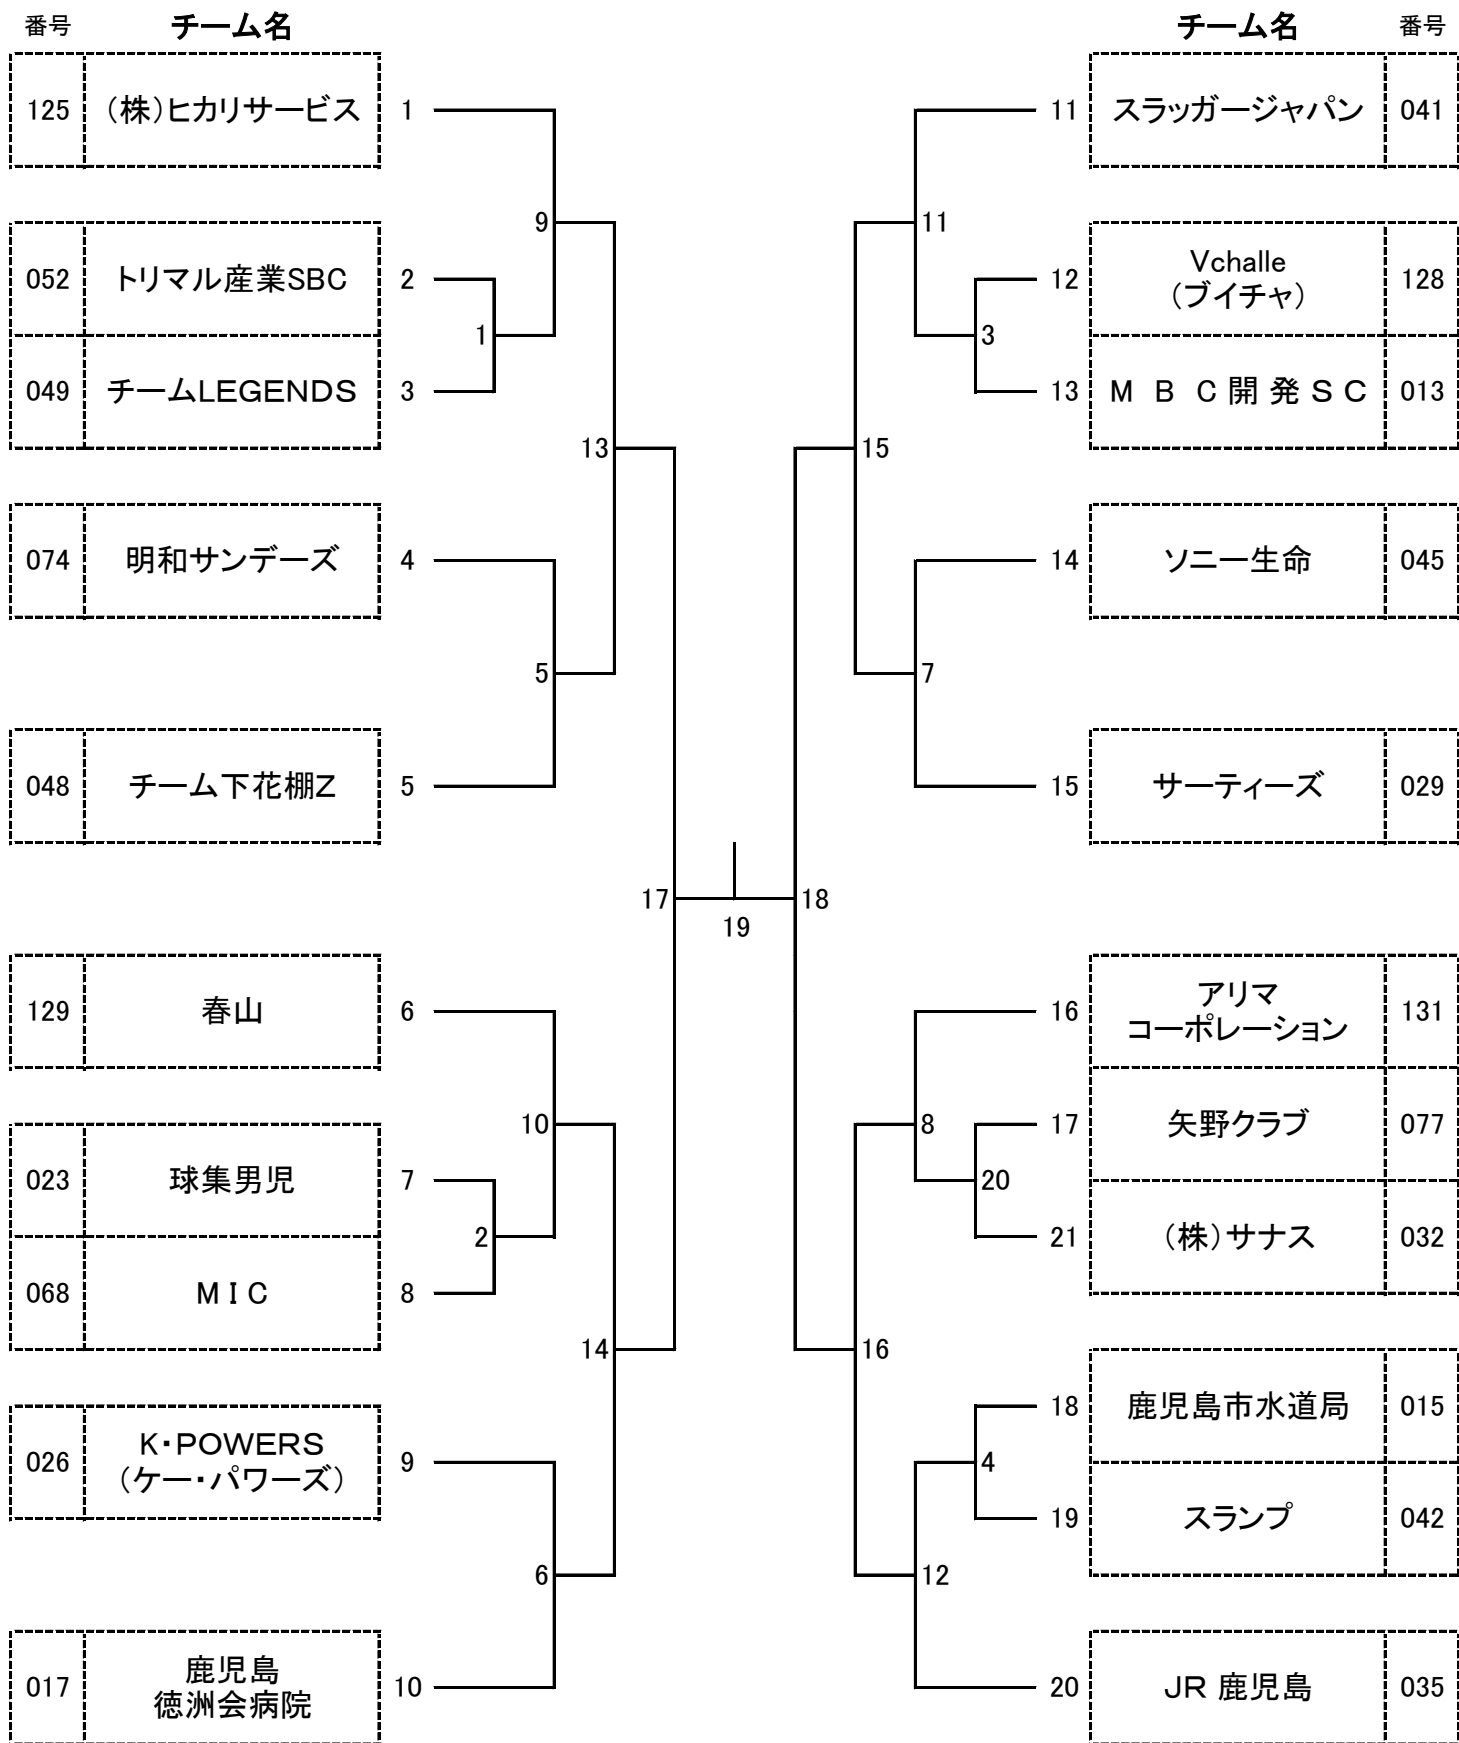 番号 チーム名 チーム名 番号
125 （株）ヒカリサービス 1 11 スラッガージャパン 041
9 11
052 トリマル産業SBC 2 12 Vchalle
（ブイチャ） 128
1 3
049 チームLEGENDS 3 13 ＭＢＣ開発ＳＣ 013
13 15
074 明和サンデーズ 4 14 ソニー生命 045
5 7
048 チーム下花棚Z 5 15 サーティーズ 029
17 18
19
129 春山 6 16 アリマ
コーポレーション 131
10 8 17 矢野クラブ 077
023 球集男児 7 20
2 21 （株）サナス 032
068 ＭＩＣ 8
14 16
18 鹿児島市水道局 015
026 K・POWERS
（ケー・パワーズ） 9 4
19 スランプ 042
6 12
017 鹿児島
徳洲会病院 10 20 ＪＲ 鹿児島 035